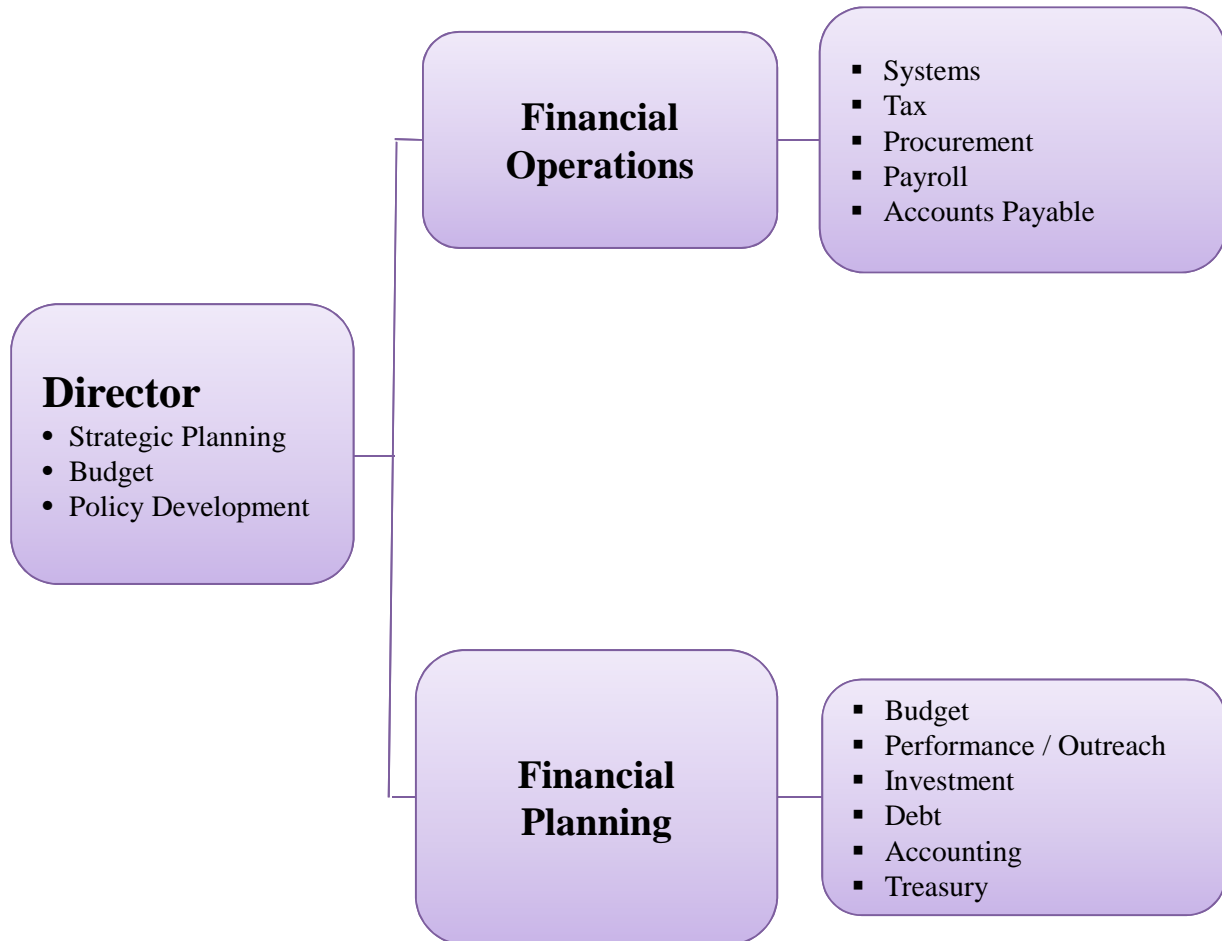 Financial
Operations
▪ Systems
▪ Tax
▪ Procurement
▪ Payroll
▪ Accounts Payable
Director
• Strategic Planning
• Budget
• Policy Development
Financial
Planning
▪ Budget
▪ Performance / Outreach
▪ Investment
▪ Debt
▪ Accounting
▪ Treasury